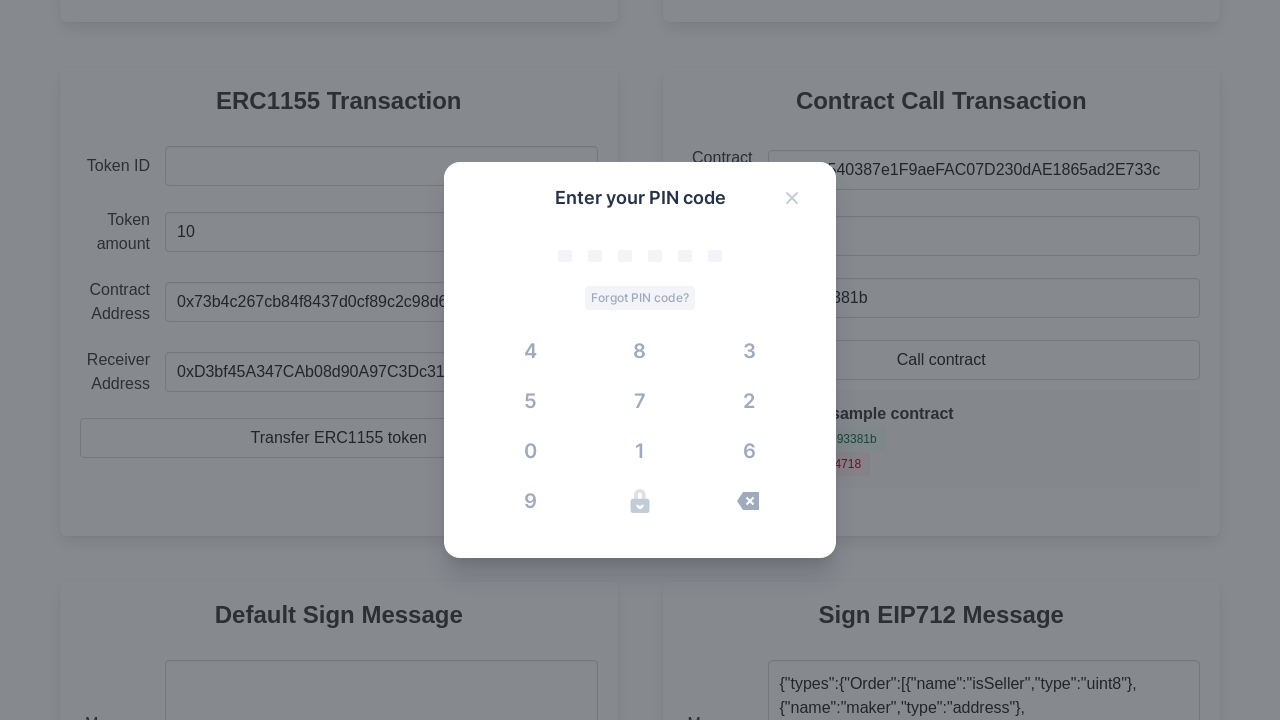 ERC1155 Transaction
Token ID
Token amount
10
Contract Address
0x73b4c267cb84f8437d0cf89c2c98d6
Receiver Address
0xD3bf45A347CAb08d90A97C3Dc31
Transfer ERC1155 token
Contract Call Transaction
Contract
540387e1F9aeFAC07D230dAE1865ad2E733c
381b
Call contract
sample contract
93381b
4718
Enter your PIN code
Forgot PIN code?
4 8 3
5 7 2
0 1 6
9
Default Sign Message
Sign EIP712 Message
{"types":{"Order":[{"name":"isSeller","type":"uint8"},
{"name":"maker","type":"address"},